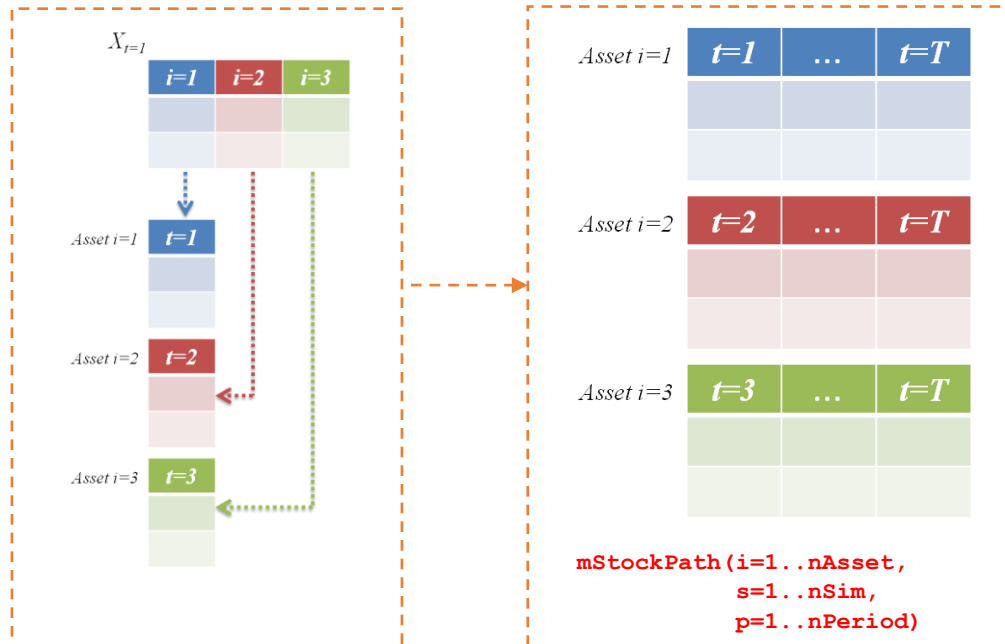 X_{t=1}
i=1 i=2 i=3
Asset i=1 t=1
Asset i=2 t=2
Asset i=3 t=3
Asset i=1 t=1 ... t=T
Asset i=2 t=2 ... t=T
Asset i=3 t=3 ... t=T
mStockPath(i=1..nAsset,
s=1..nSim,
p=1..nPeriod)